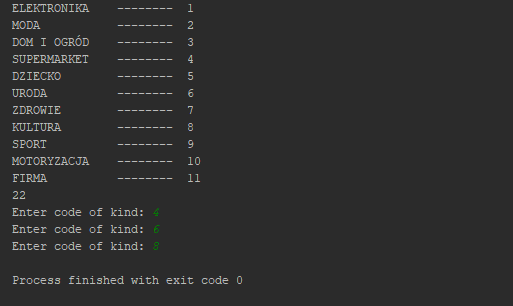 ELEKTRONIKA -------- 1
MODA -------- 2
DOM I OGRÓD -------- 3
SUPERMARKET -------- 4
DZIECKO -------- 5
URODA -------- 6
ZDROWIE -------- 7
KULTURA -------- 8
SPORT -------- 9
MOTORYZACJA -------- 10
FIRMA -------- 11
22
Enter code of kind: 4
Enter code of kind: 6
Enter code of kind: 8
Process finished with exit code 0